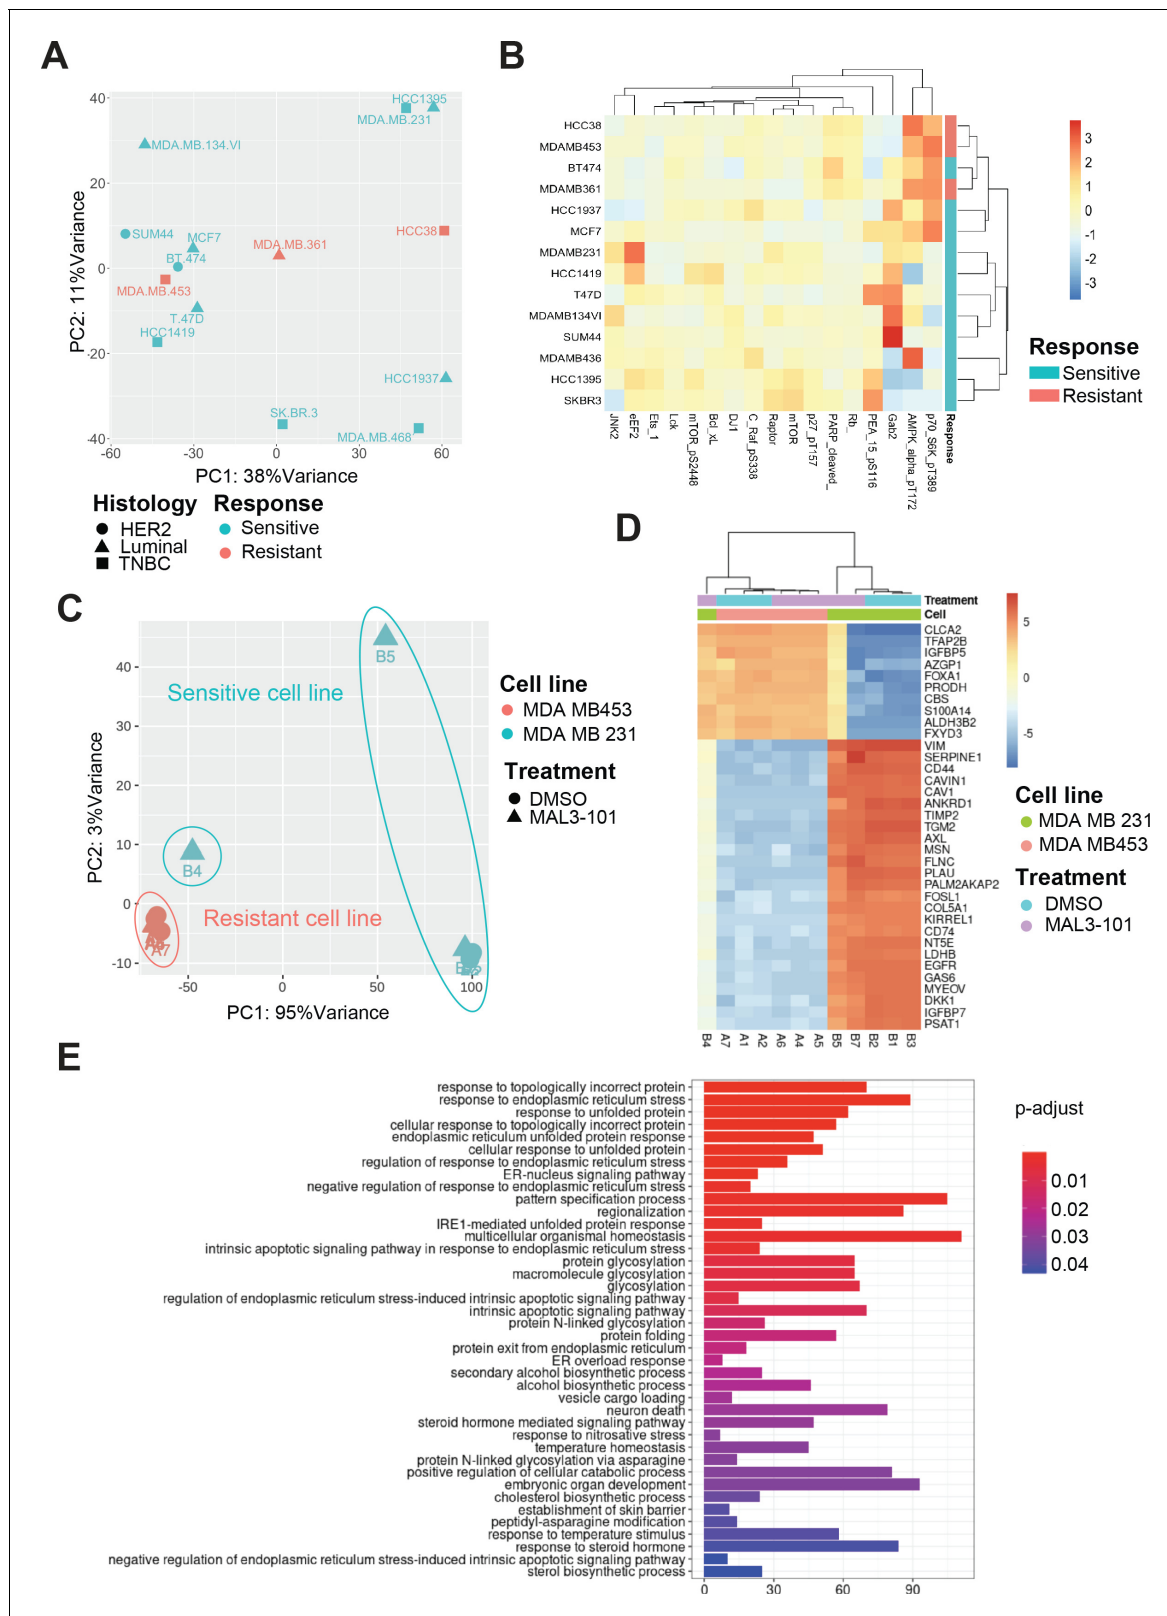 A
40
20
0
-20
-40
-60
-30
0
30
60
PC2: 11%Variance
PC1: 38%Variance
HCC1395
MDA.MB.231
MDA.MB.134.VI
SUM44
MCF7
BT.474
MDA.MB.361
HCC38
MDA.MB.453
T.47D
HCC1419
HCC1937
SK.BR.3
MDA.MB.468
Histology
HER2
Luminal
TNBC
Response
Sensitive
Resistant
B
HCC38
MDAMB453
BT474
MDAMB361
HCC1937
MCF7
MDAMB231
HCC1419
T47D
MDAMB134VI
SUM44
MDAMB436
HCC1395
SKBR3
JNK2
eEF2
Ets_1
Lck
mTOR_pS2448
Bcl_xL
DJ1
C_Raf_pS338
Raptor
mTOR
p27_pT157
PARP_cleaved_
Rb_
PEA_15_pS116
Gab2
AMPK_alpha_pT172
p70_S6K_pT389
Response
3
2
1
0
-1
-2
-3
Response
Sensitive
Resistant
C
40
30
20
10
0
-10
-50
0
50
100
PC2: 3%Variance
PC1: 95%Variance
B5
Sensitive cell line
B4
Resistant cell line
A7
Cell line
MDA MB453
MDA MB 231
Treatment
DMSO
MAL3-101
D
Treatment
Cell
CLCA2
TFAP2B
IGFBP5
AZGP1
FOXA1
PRODH
CBS
S100A14
ALDH3B2
FXYD3
VIM
SERPINE1
CD44
CAVIN1
CAV1
ANKRD1
TIMP2
TGM2
AXL
MSN
FLNC
PLAU
PALM2AKAP2
FOSL1
COL5A1
KIRREL1
CD74
NT5E
LDHB
EGFR
GAS6
MYEOV
DKK1
IGFBP7
PSAT1
B4
A7
A1
A2
A6
A4
A5
B5
B7
B2
B1
B3
5
0
-5
Cell line
MDA MB 231
MDA MB453
Treatment
DMSO
MAL3-101
E
response to topologically incorrect protein
response to endoplasmic reticulum stress
response to unfolded protein
cellular response to topologically incorrect protein
endoplasmic reticulum unfolded protein response
cellular response to unfolded protein
regulation of response to endoplasmic reticulum stress
ER-nucleus signaling pathway
negative regulation of response to endoplasmic reticulum stress
pattern specification process
regionalization
IRE1-mediated unfolded protein response
multicellular organismal homeostasis
intrinsic apoptotic signaling pathway in response to endoplasmic reticulum stress
protein glycosylation
macromolecule glycosylation
glycosylation
regulation of endoplasmic reticulum stress-induced intrinsic apoptotic signaling pathway
intrinsic apoptotic signaling pathway
protein N-linked glycosylation
protein folding
protein exit from endoplasmic reticulum
ER overload response
secondary alcohol biosynthetic process
alcohol biosynthetic process
vesicle cargo loading
neuron death
steroid hormone mediated signaling pathway
response to nitrosative stress
temperature homeostasis
protein N-linked glycosylation via asparagine
positive regulation of cellular catabolic process
embryonic organ development
cholesterol biosynthetic process
establishment of skin barrier
peptidyl-asparagine modification
response to temperature stimulus
response to steroid hormone
negative regulation of endoplasmic reticulum stress-induced intrinsic apoptotic signaling pathway
sterol biosynthetic process
0
30
60
90
p-adjust
0.01
0.02
0.03
0.04